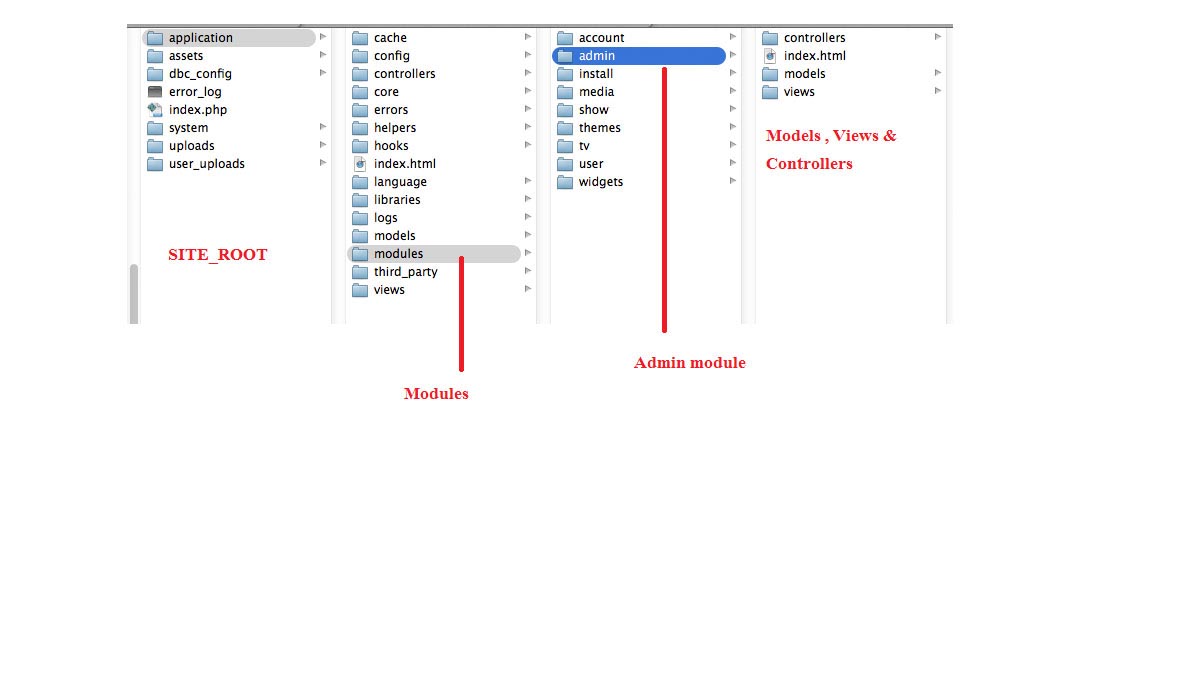 application
assets
dbc_config
error_log
index.php
system
uploads
user_uploads
SITE_ROOT
cache
config
controllers
core
errors
helpers
hooks
index.html
language
libraries
logs
models
modules
third_party
views
Modules
account
admin
install
media
show
themes
tv
user
widgets
Admin module
controllers
index.html
models
views
Models , Views &
Controllers